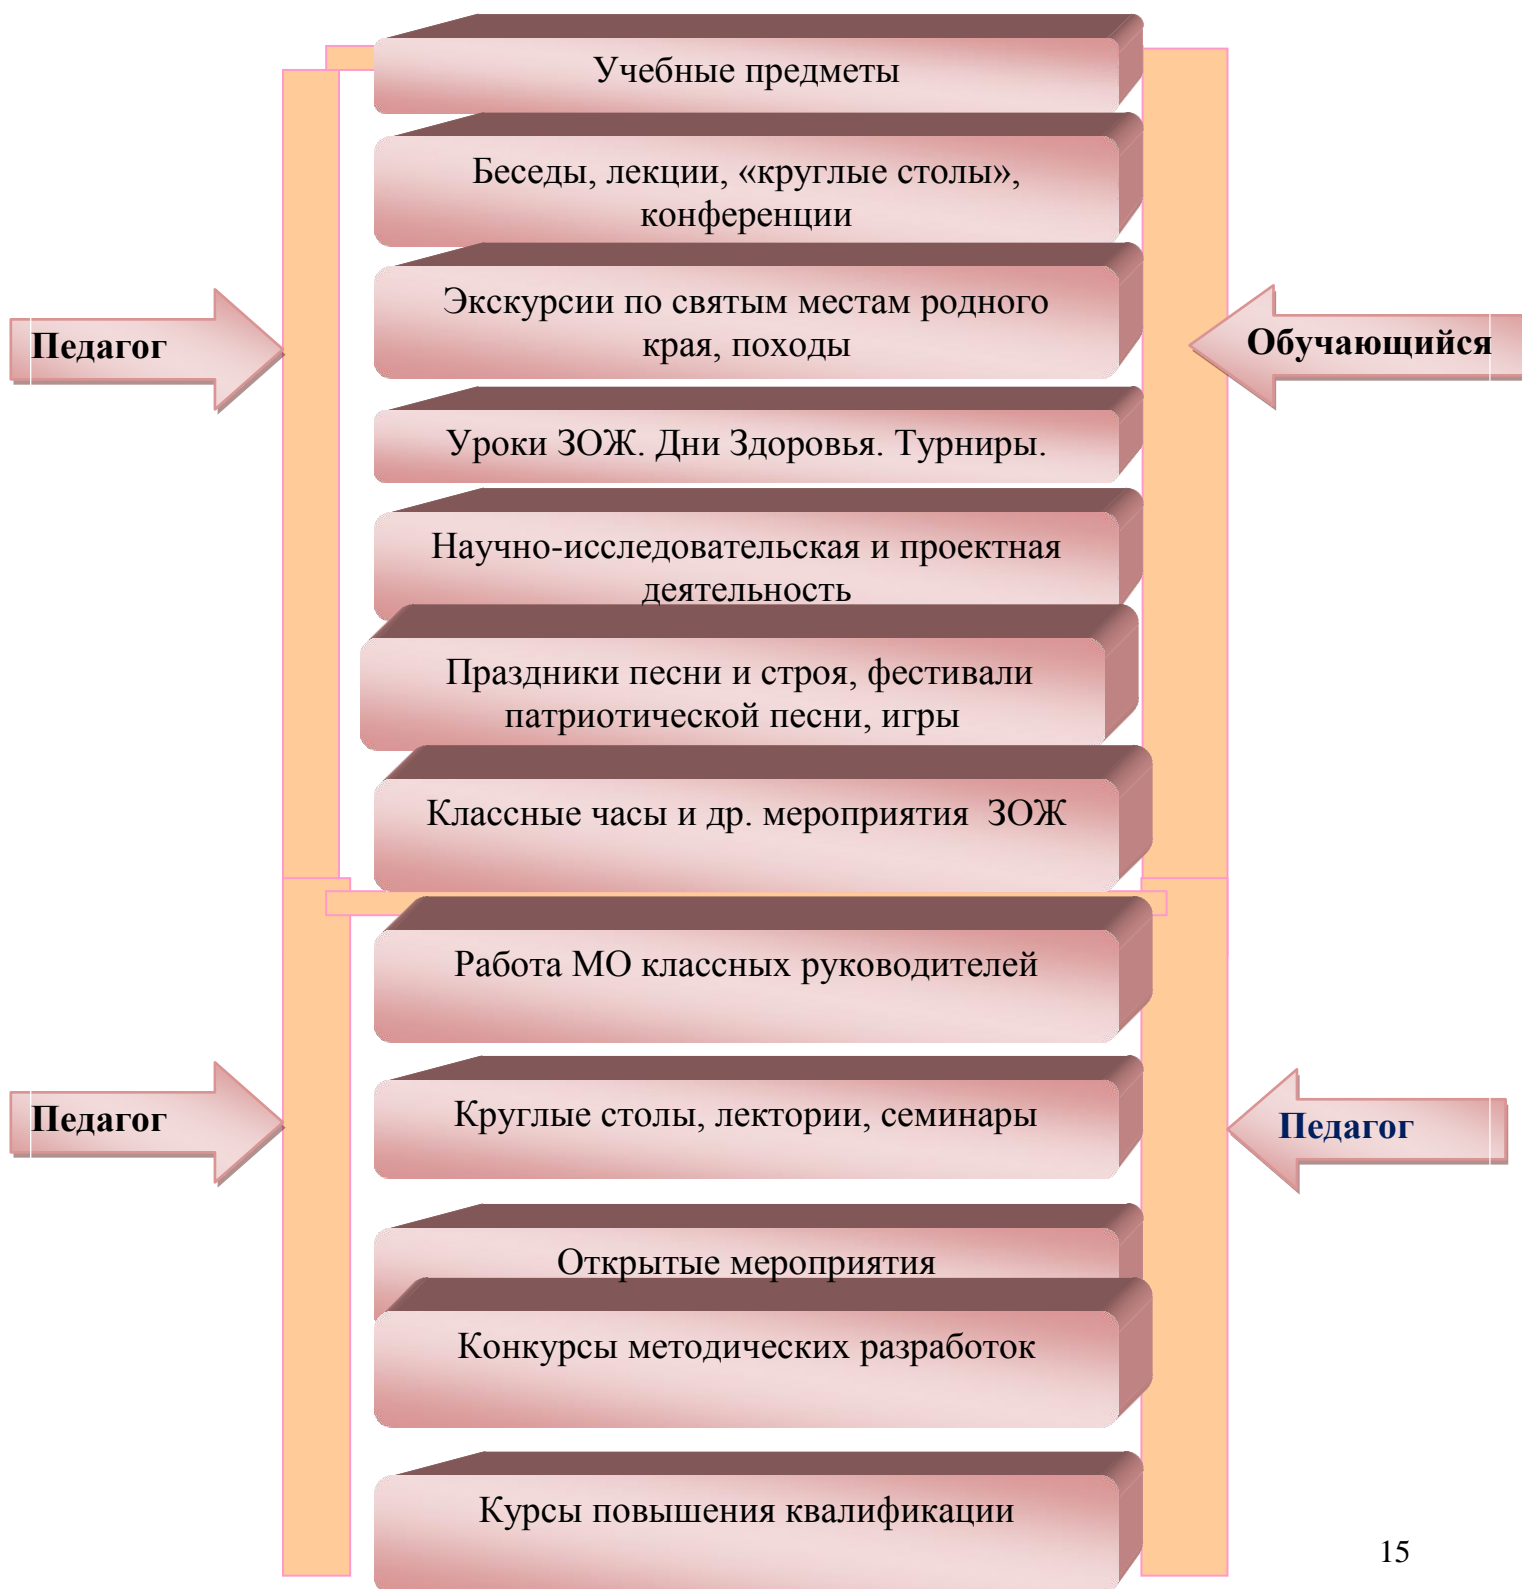 Учебные предметы
Беседы, лекции, «круглые столы»,
конференции
Экскурсии по святым местам родного
края, походы
Педагог
Обучающийся
Уроки ЗОЖ. Дни Здоровья. Турниры.
Научно-исследовательская и проектная
деятельность
Праздники песни и строя, фестивали
патриотической песни, игры
Классные часы и др. мероприятия ЗОЖ
Работа МО классных руководителей
Круглые столы, лектории, семинары
Педагог
Педагог
Открытые мероприятия
Конкурсы методических разработок
Курсы повышения квалификации
15